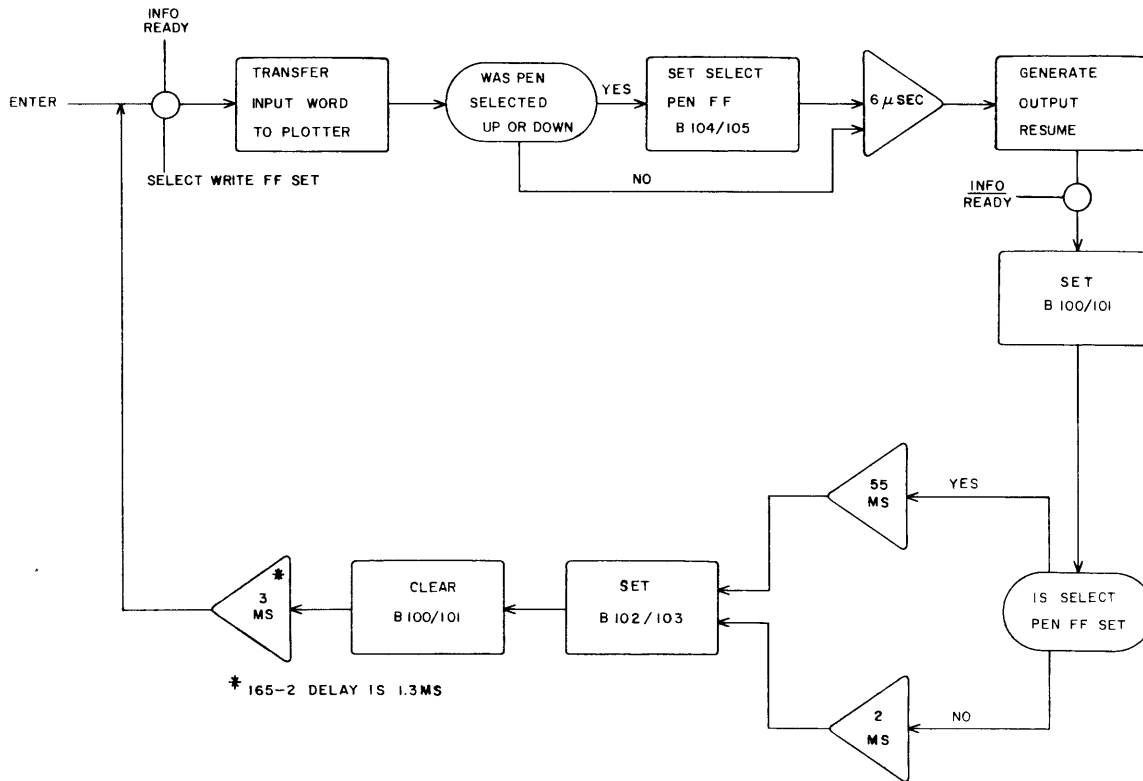 INFO
READY
ENTER
SELECT WRITE FF SET
TRANSFER
INPUT WORD
TO PLOTTER
WAS PEN
SELECTED
UP OR DOWN
YES
NO
SET SELECT
PEN FF
B 104/105
6 μ SEC
GENERATE
OUTPUT
RESUME
INFO
READY
SET
B 100/101
IS SELECT
PEN FF SET
YES
55
MS
NO
2
MS
SET
B 102/103
CLEAR
B 100/101
*
3
MS
* 165-2 DELAY IS 1.3MS